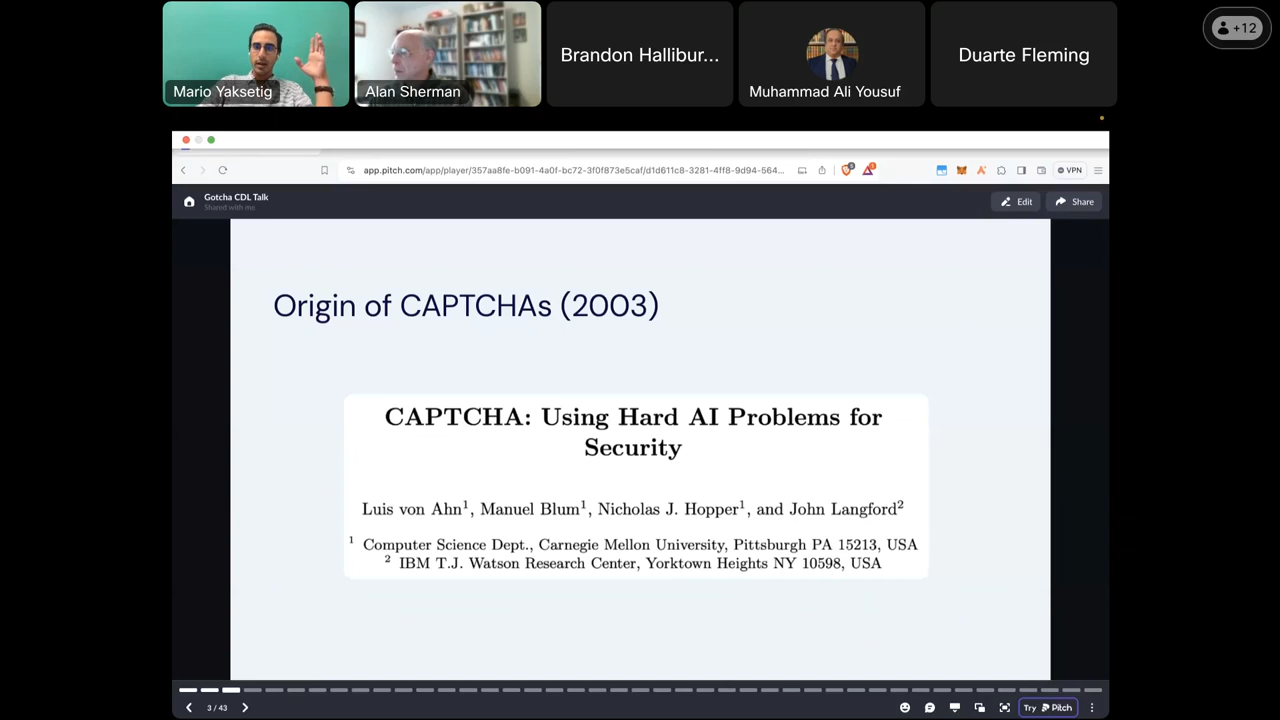 Mario Yaksetig
Alan Sherman
Brandon Hallibur...
Muhammad Ali Yousuf
Duarte Fleming
+12
app.pitch.com/app/player/357aa8fe-b091-4a0f-bc72-3f0f873e5caf/d1d611c8-3281-4ff8-9d94-564...
VPN
Gotcha CDL Talk
Shared with me
Edit
Share
Origin of CAPTCHAs (2003)
CAPTCHA: Using Hard AI Problems for
Security
Luis von Ahn¹, Manuel Blum¹, Nicholas J. Hopper¹, and John Langford²
¹ Computer Science Dept., Carnegie Mellon University, Pittsburgh PA 15213, USA
² IBM T.J. Watson Research Center, Yorktown Heights NY 10598, USA
3 / 43
Try Pitch